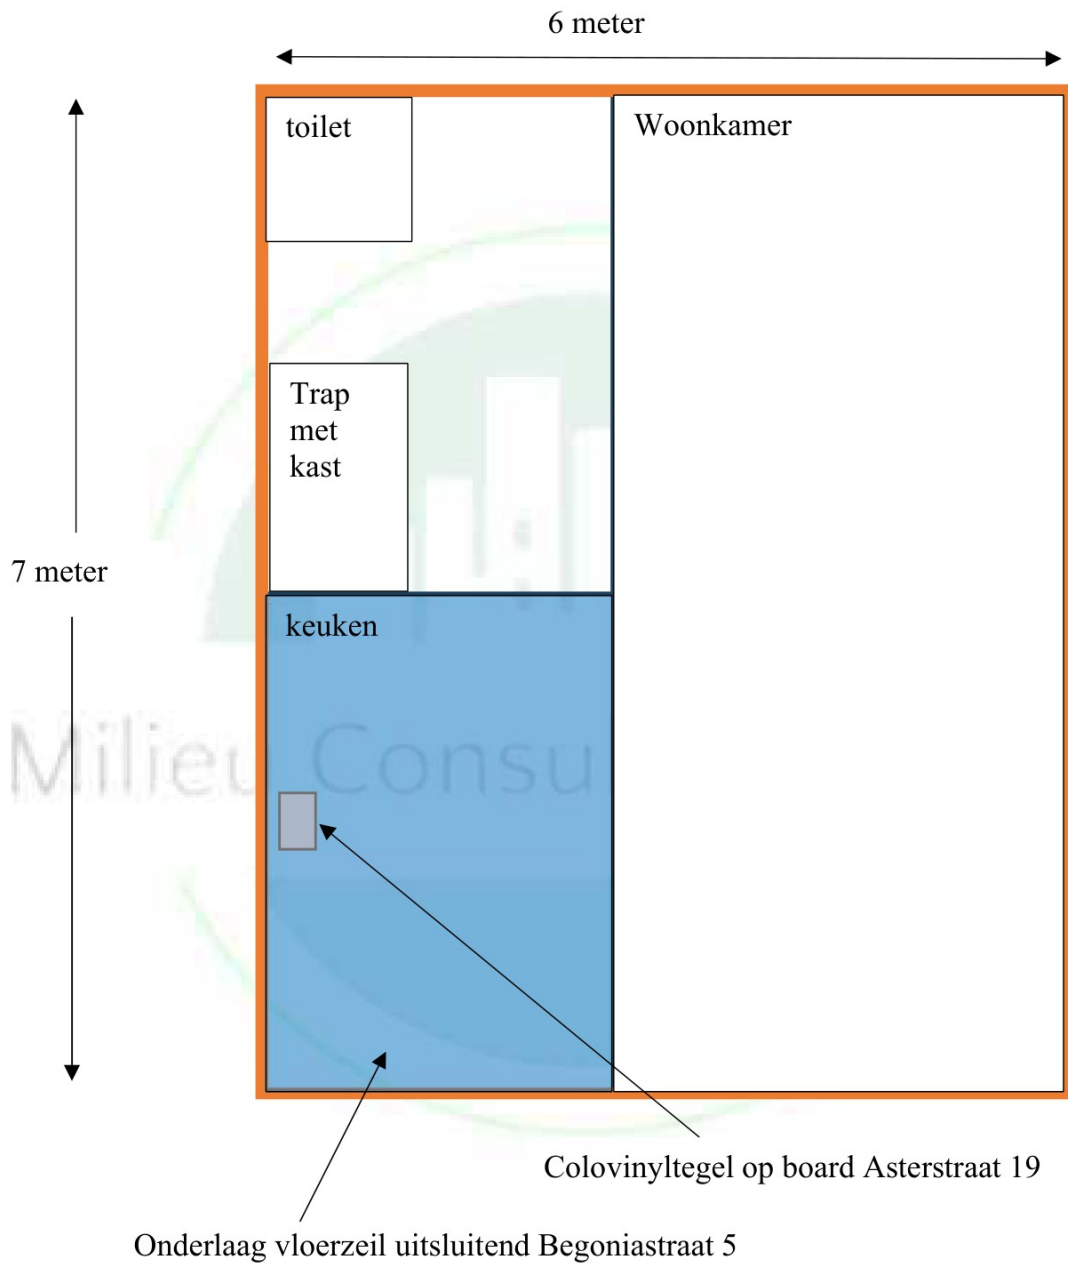 6 meter
toilet
Woonkamer
Trap
met
kast
7 meter
keuken
Milieu Consu
Colovinyltegel op board Asterstraat 19
Onderlaag vloerzeil uitsluitend Begoniastraat 5